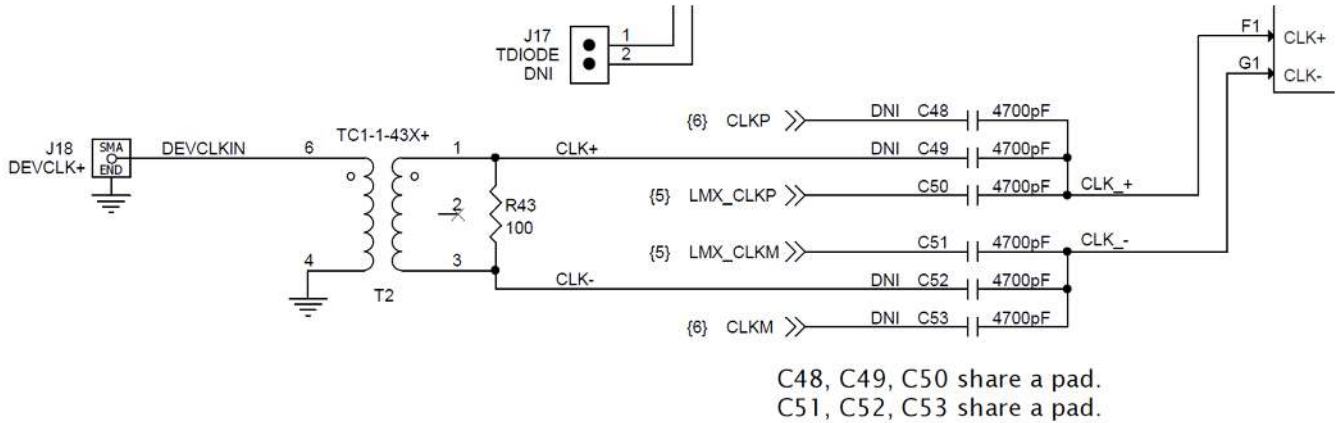 J17
TDIODE
DNI
1
2
F1
CLK+
G1
CLK-
{6} CLKP DNI C48 4700pF
TC1-1-43X+
J18
DEVCLK+
SMA
END
DEVCLKIN
6
1
CLK+
DNI C49 4700pF
{5} LMX_CLKP C50 4700pF CLK_+
2
R43
100
{5} LMX_CLKM C51 4700pF CLK_-
4
3
T2
CLK-
DNI C52 4700pF
{6} CLKM DNI C53 4700pF
C48, C49, C50 share a pad.
C51, C52, C53 share a pad.